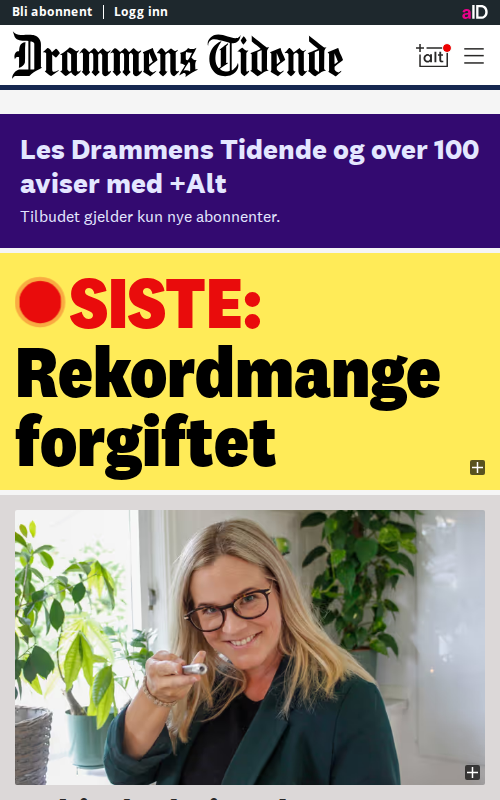 Bli abonnent | Logg inn
aID
Drammens Tidende
+alt
Les Drammens Tidende og over 100
aviser med +Alt
Tilbudet gjelder kun nye abonnenter.
SISTE:
Rekordmange
forgiftet